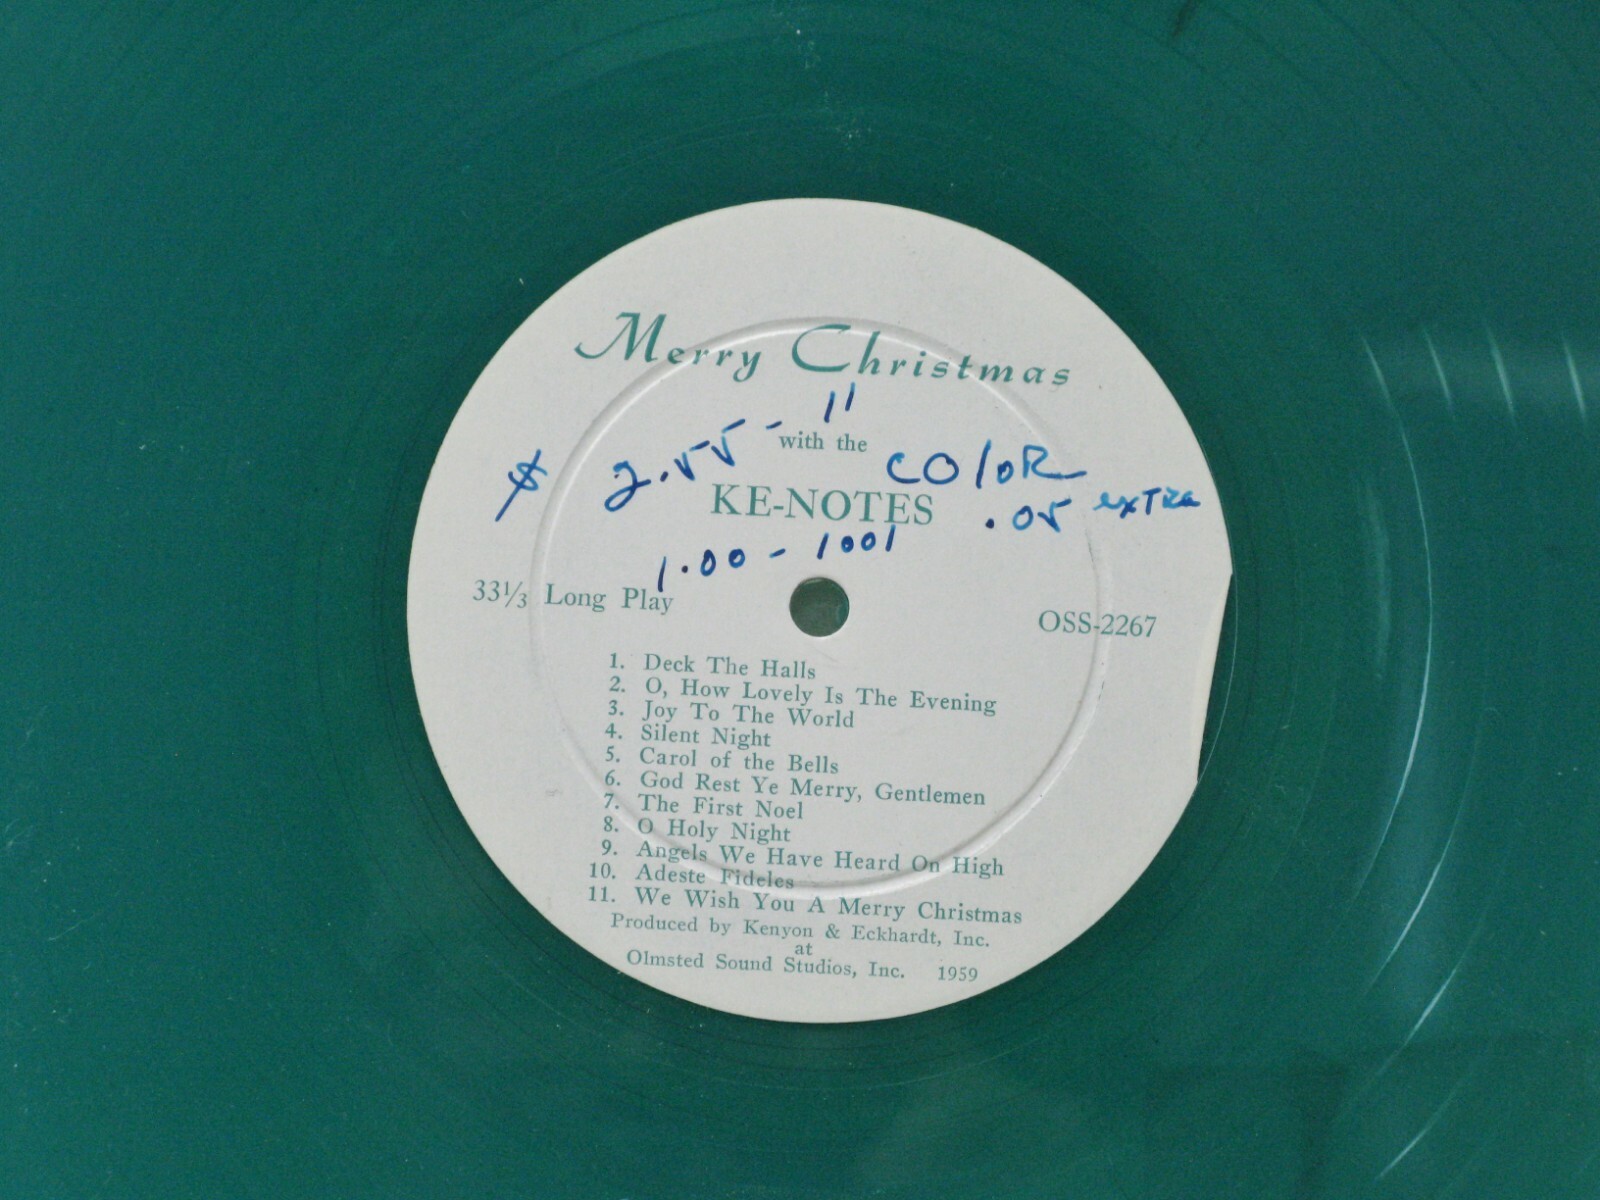 Merry Christmas
with the
$ 2.55 - 11
COLOR
KE-NOTES
.05 extra
1.00 - 1001
33⅓ Long Play
OSS-2267
1. Deck The Halls
2. O, How Lovely Is The Evening
3. Joy To The World
4. Silent Night
5. Carol of the Bells
6. God Rest Ye Merry, Gentlemen
7. The First Noel
8. O Holy Night
9. Angels We Have Heard On High
10. Adeste Fideles
11. We Wish You A Merry Christmas
Produced by Kenyon & Eckhardt, Inc.
at
Olmsted Sound Studios, Inc. 1959